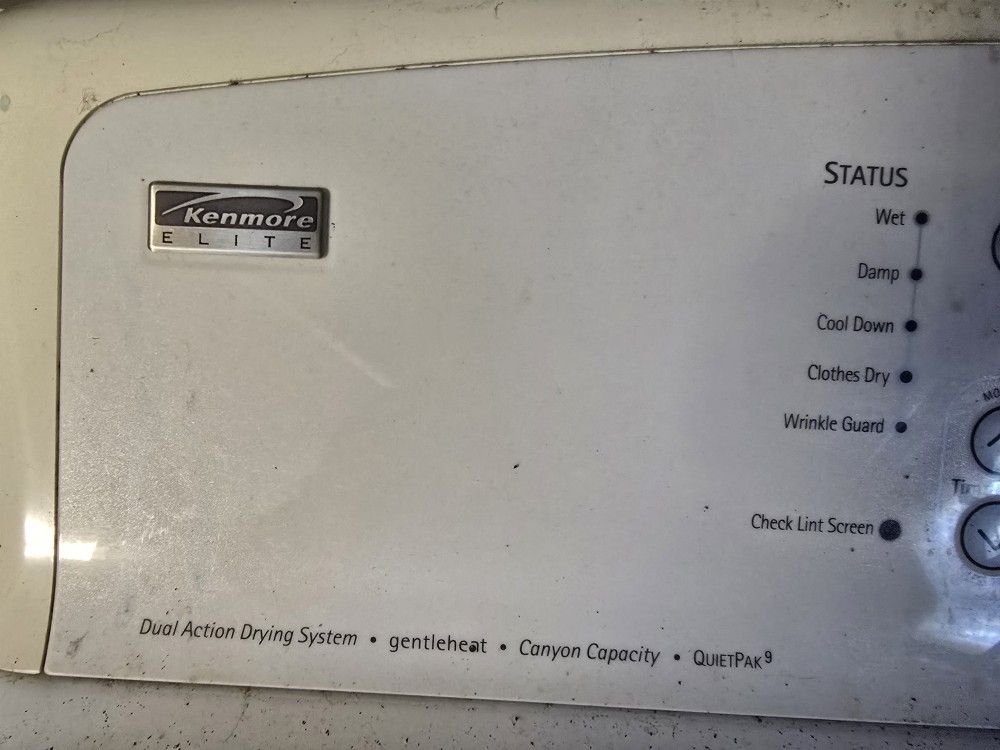 Kenmore
ELITE
STATUS
Wet
Damp
Cool Down
Clothes Dry
Wrinkle Guard
Check Lint Screen
Dual Action Drying System • gentleheat • Canyon Capacity • QUIETPAK9